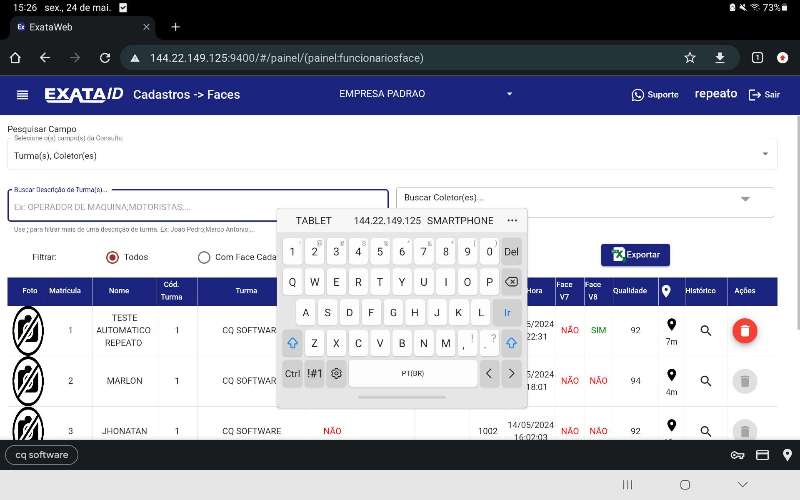 15:26 sex., 24 de mai. 73%
Ex ExataWeb
144.22.149.125:9400/#/painel/(painel:funcionariosface) 1
EXATA ID Cadastros -> Faces EMPRESA PADRAO Suporte repeato Sair
Pesquisar Campo
Selecione o(s) campo(s) da Consulta
Turma(s), Coletor(es)
Buscar Descrição de Turma(s)...
Ex: OPERADOR DE MAQUINA;MOTORISTAS;...
Buscar Coletor(es)...
Use ; para filtrar mais de uma descrição de turma. Ex: João Pedro;Marco Antonio....
Filtrar: Todos Com Face Cada
Exportar
TABLET 144.22.149.125 SMARTPHONE ...
1 2 3 4 5 6 7 8 9 0 Del
Q W E R T Y U I O P
A S D F G H J K L Ir
Z X C V B N M , ! . ?
Ctrl !#1 PT(BR) < >
Foto Matrícula Nome Cód. Turma Turma Hora Face V7 Face V8 Qualidade Histórico Ações
1 TESTE AUTOMATICO REPEATO 1 CQ SOFTWAR 5/2024 22:31 NÃO SIM 92 7m
2 MARLON 1 CQ SOFTWAR 5/2024 18:01 NÃO NÃO 94 4m
3 JHONATAN 1 CQ SOFTWARE NÃO 1002 14/05/2024 16:02:03 NÃO NÃO 92
cq software